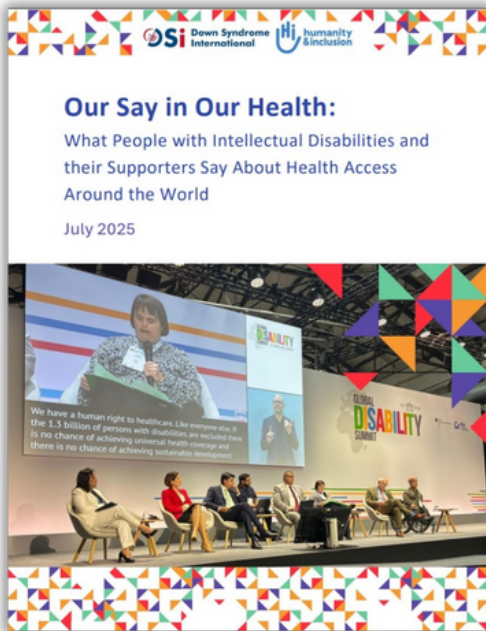 DSi Down Syndrome
International
Hi humanity
&inclusion
Our Say in Our Health:
What People with Intellectual Disabilities and
their Supporters Say About Health Access
Around the World
July 2025
DISABILITY
We have a human right to healthcare. Like everyone else. If
the 1.3 billion of persons with disabilities are excluded there
is no chance of achieving universal health coverage and
there is no chance of achieving sustainable development
GLOBAL
DISABILITY
SUMMIT